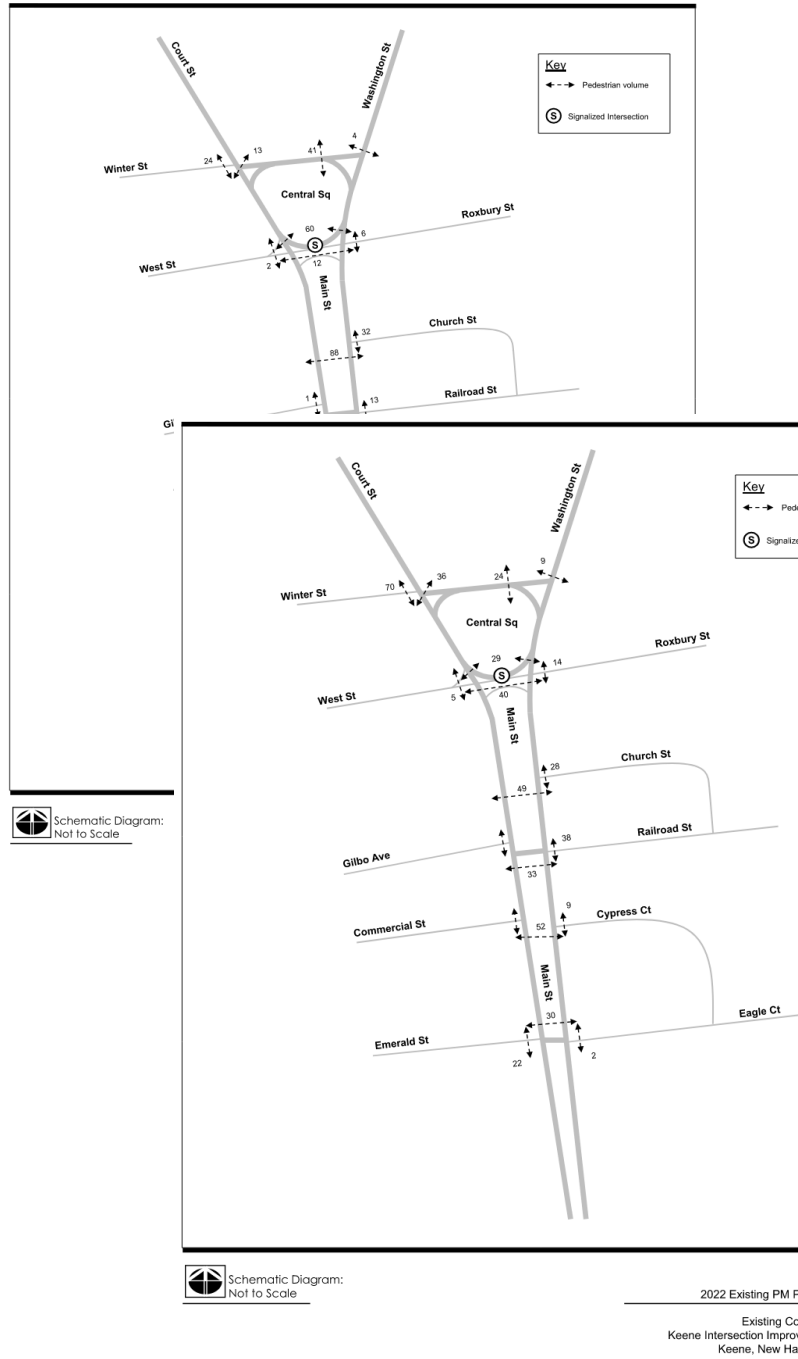 Court St
Washington St
Key
Pedestrian volume
S Signalized Intersection
24
13
41
4
Winter St
Central Sq
Roxbury St
60
S
6
West St
2
12
Main St
Church St
32
88
Railroad St
1
13
Schematic Diagram:
Not to Scale
Court St
Washington St
Key
S
70
36
24
9
Winter St
Central Sq
Roxbury St
29
S
14
West St
5
40
Main St
Church St
28
49
Railroad St
38
Gilbo Ave
33
9
Cypress Ct
Commercial St
52
Main St
Eagle Ct
30
Emerald St
22
2
Schematic Diagram:
Not to Scale
2022 Existing PM P
Existing Co
Keene Intersection Improv
Keene, New Ha